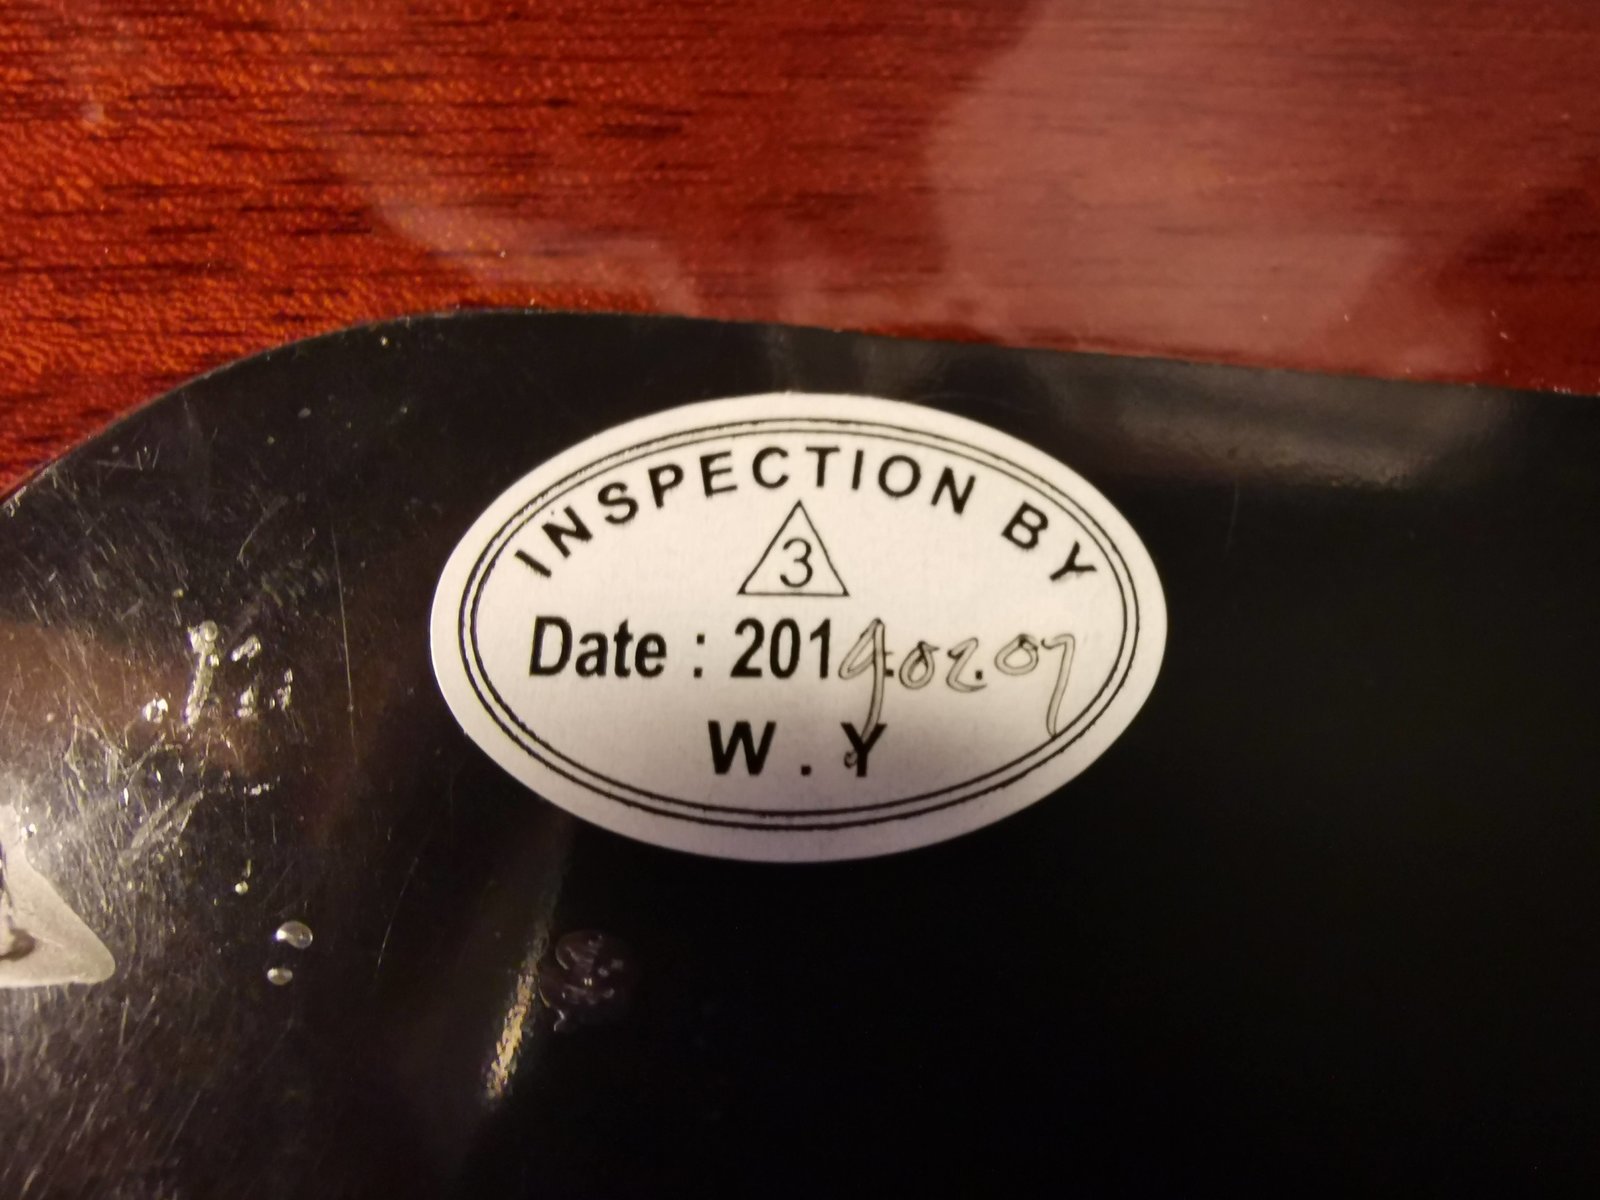 INSPECTION BY
3
Date : 2019.02.07
W . Y